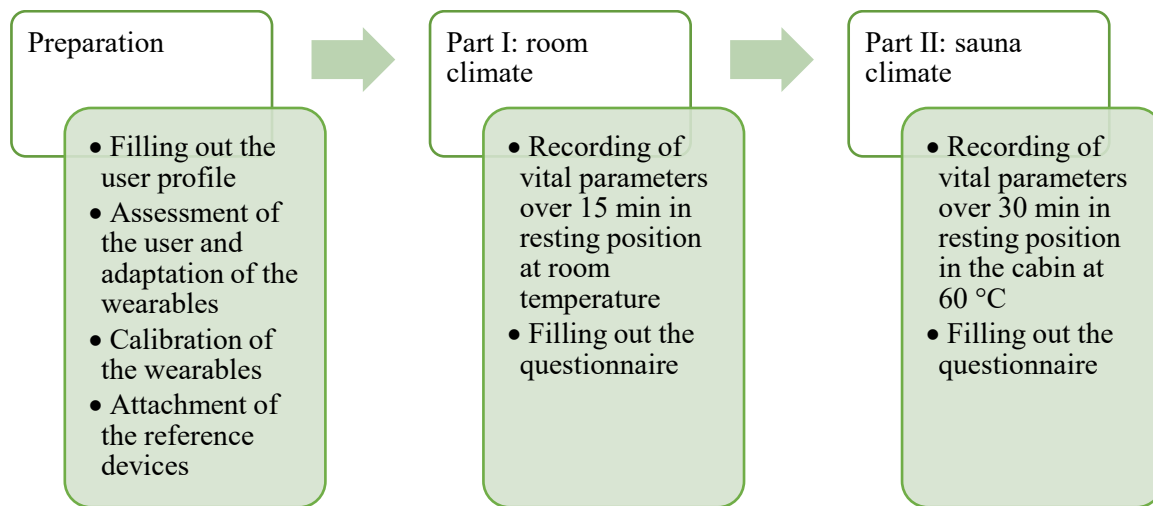 Preparation
• Filling out the
user profile
• Assessment of
the user and
adaptation of the
wearables
• Calibration of
the wearables
• Attachment of
the reference
devices
Part I: room
climate
• Recording of
vital parameters
over 15 min in
resting position
at room
temperature
• Filling out the
questionnaire
Part II: sauna
climate
• Recording of
vital parameters
over 30 min in
resting position
in the cabin at
60 °C
• Filling out the
questionnaire